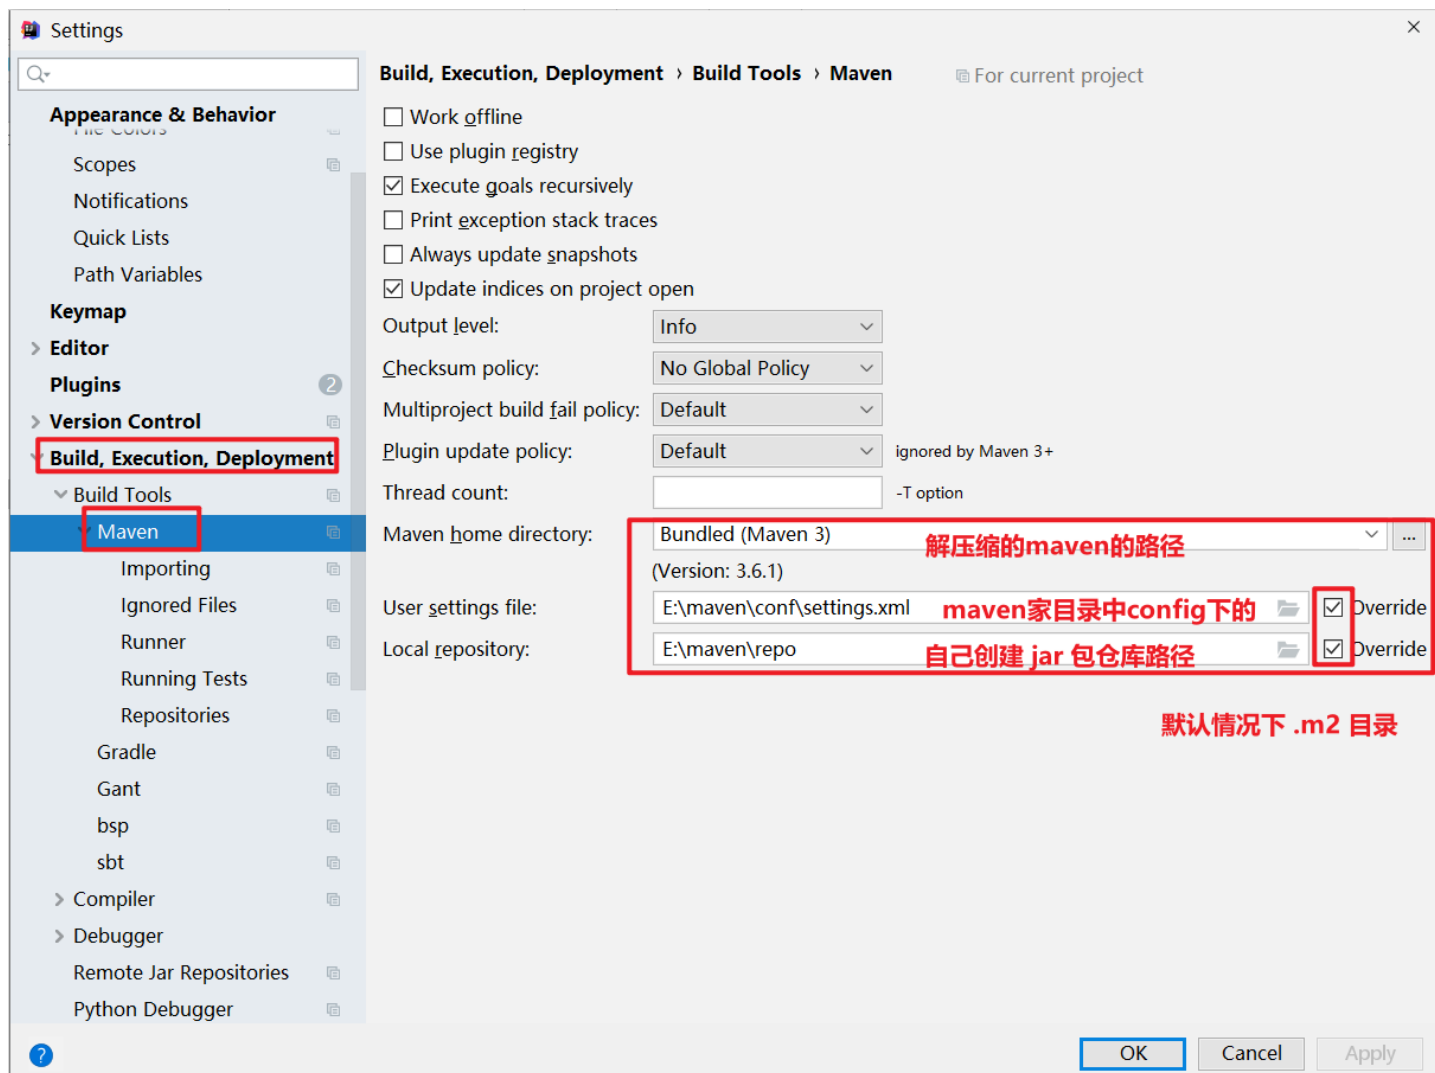 Settings
Appearance & Behavior
File Colors
Scopes
Notifications
Quick Lists
Path Variables
Keymap
Editor
Plugins 2
Version Control
Build, Execution, Deployment
Build Tools
Maven
Importing
Ignored Files
Runner
Running Tests
Repositories
Gradle
Gant
bsp
sbt
Compiler
Debugger
Remote Jar Repositories
Python Debugger
Build, Execution, Deployment › Build Tools › Maven For current project
Work offline
Use plugin registry
Execute goals recursively
Print exception stack traces
Always update snapshots
Update indices on project open
Output level: Info
Checksum policy: No Global Policy
Multiproject build fail policy: Default
Plugin update policy: Default ignored by Maven 3+
Thread count: -T option
Maven home directory: Bundled (Maven 3) 解压缩的maven的路径 ...
(Version: 3.6.1)
User settings file: E:\maven\conf\settings.xml maven家目录中config下的 Override
Local repository: E:\maven\repo 自己创建 jar 包仓库路径 Override
默认情况下 .m2 目录
? OK Cancel Apply